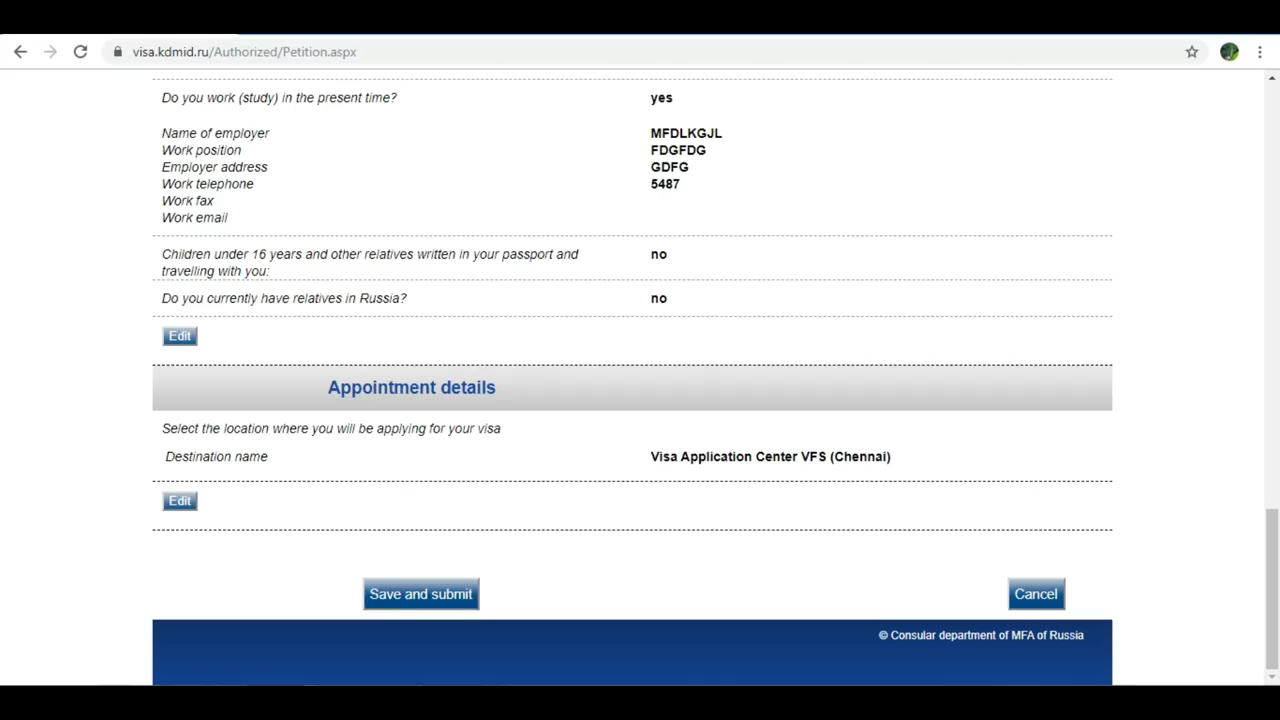 visa.kdmid.ru/Authorized/Petition.aspx
Do you work (study) in the present time? yes
Name of employer MFDLKGJL
Work position FDGFDG
Employer address GDFG
Work telephone 5487
Work fax
Work email
Children under 16 years and other relatives written in your passport and no
travelling with you:
Do you currently have relatives in Russia? no
Edit
Appointment details
Select the location where you will be applying for your visa
Destination name Visa Application Center VFS (Chennai)
Edit
Save and submit Cancel
© Consular department of MFA of Russia